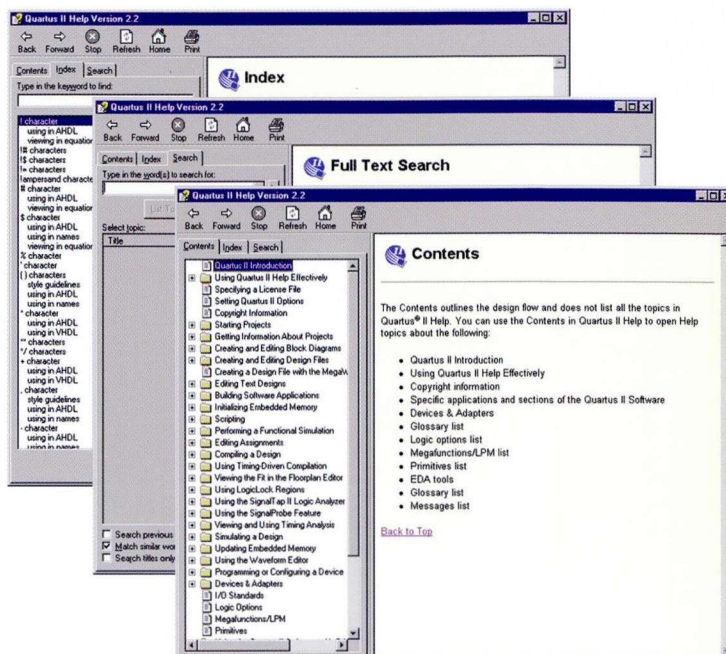 Quartus II Help Version 2.2
Back Forward Stop Refresh Home Print
Contents Index Search
Type in the keyword to find:
! character
using in AHDL
viewing in equation
!# characters
!$ characters
!= characters
!ampersand characte
# character
using in AHDL
viewing in equation
$ character
using in AHDL
using in names
viewing in equation
% character
' character
( ) characters
style guidelines
using in AHDL
using in names
* character
using in AHDL
using in VHDL
** characters
*/ characters
+ character
using in AHDL
using in VHDL
, character
style guidelines
using in AHDL
using in names
- character
using in AHDL
using in names
Index
Quartus II Help Version 2.2
Back Forward Stop Refresh Home Print
Contents Index Search
Type in the word(s) to search for:
List To
Select topic:
Title
Search previous
Match similar wor
Search titles only
Full Text Search
Quartus II Help Version 2.2
Back Forward Stop Refresh Home Print
Contents Index Search
Quartus II Introduction
Using Quartus II Help Effectively
Specifying a License File
Setting Quartus II Options
Copyright Information
Starting Projects
Getting Information About Projects
Creating and Editing Block Diagrams
Creating and Editing Design Files
Creating a Design File with the MegaW
Editing Text Designs
Building Software Applications
Initializing Embedded Memory
Scripting
Performing a Functional Simulation
Editing Assignments
Compiling a Design
Using Timing-Driven Compilation
Viewing the Fit in the Floorplan Editor
Using LogicLock Regions
Using the SignalTap II Logic Analyzer
Using the SignalProbe Feature
Viewing and Using Timing Analysis
Simulating a Design
Updating Embedded Memory
Using the Waveform Editor
Programming or Configuring a Device
Devices & Adapters
I/O Standards
Logic Options
Megafunctions/LPM
Primitives
Contents
The Contents outlines the design flow and does not list all the topics in
Quartus® II Help. You can use the Contents in Quartus II Help to open Help
topics about the following:
• Quartus II Introduction
• Using Quartus II Help Effectively
• Copyright information
• Specific applications and sections of the Quartus II Software
• Devices & Adapters
• Glossary list
• Logic options list
• Megafunctions/LPM list
• Primitives list
• EDA tools
• Glossary list
• Messages list
Back to Top